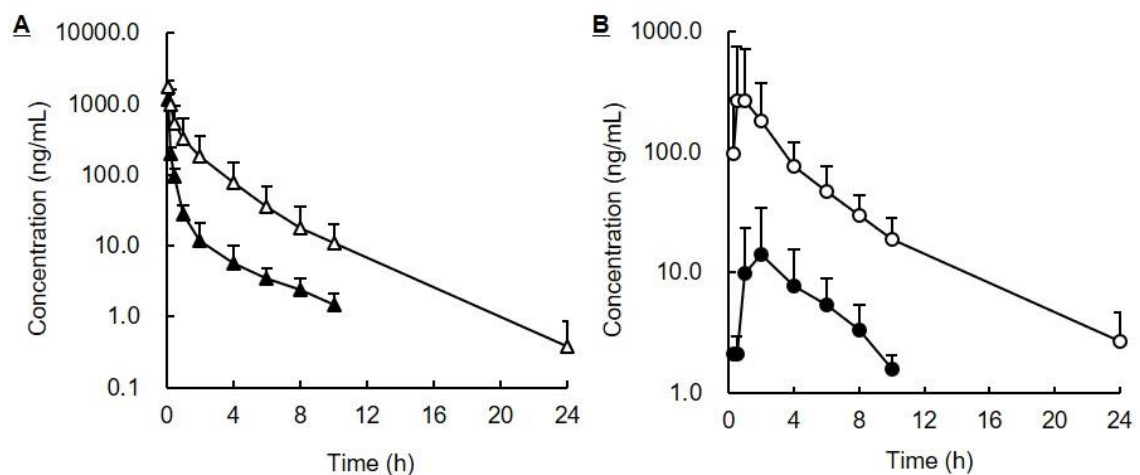 A
Concentration (ng/mL)
10000.0
1000.0
100.0
10.0
1.0
0.1
0 4 8 12 16 20 24
Time (h)
B
Concentration (ng/mL)
1000.0
100.0
10.0
1.0
0 4 8 12 16 20 24
Time (h)